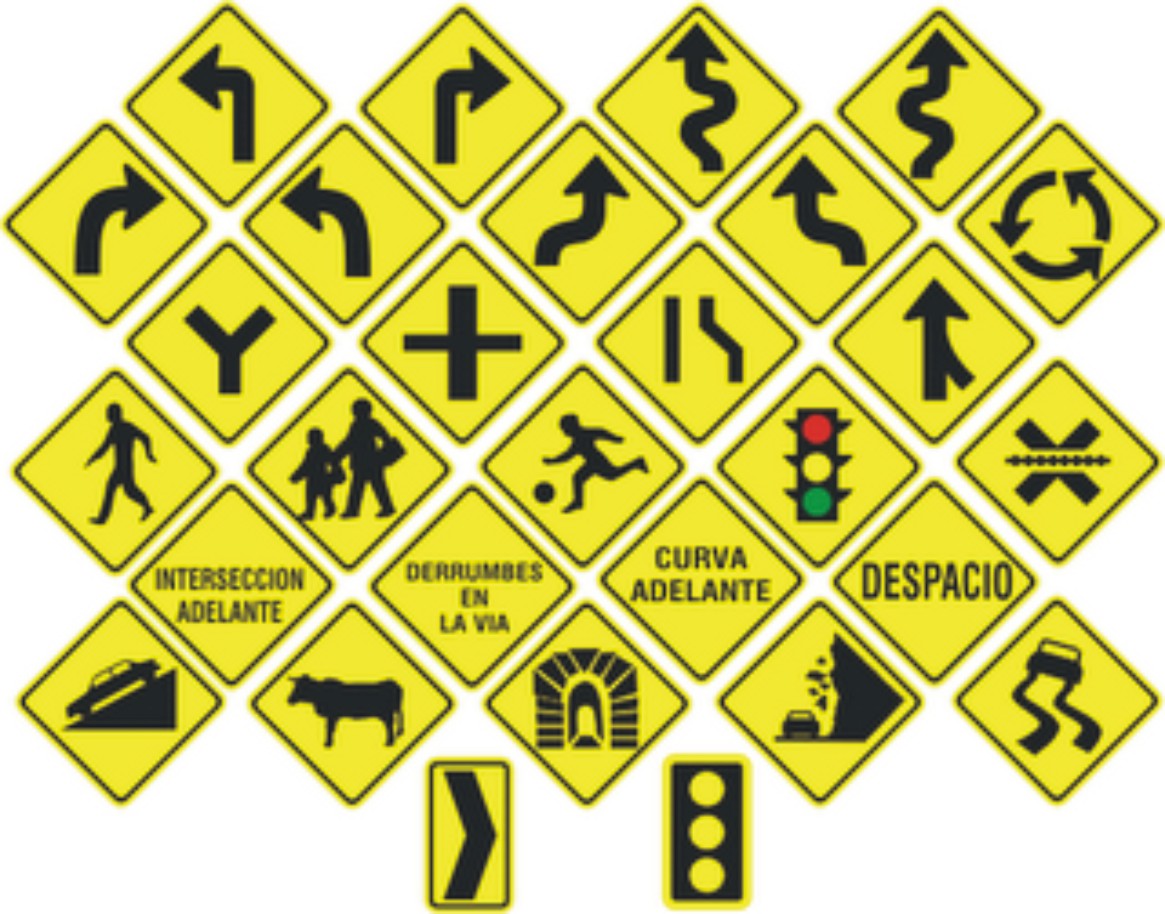 INTERSECCION
ADELANTE
DERRUMBES
EN
LA VIA
CURVA
ADELANTE
DESPACIO